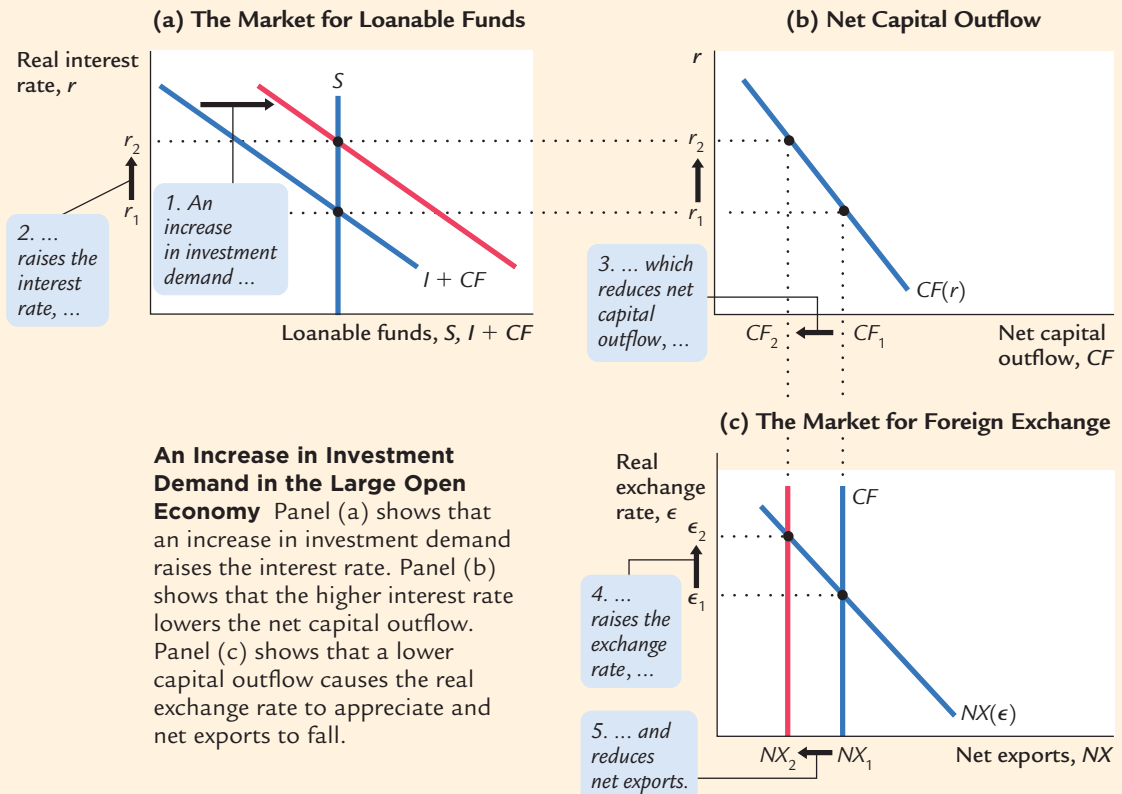 (a) The Market for Loanable Funds
Real interest
rate, r
S
r2
r1
1. An
increase
in investment
demand ...
2. ...
raises the
interest
rate, ...
I + CF
Loanable funds, S, I + CF
(b) Net Capital Outflow
r
r2
r1
3. ... which
reduces net
capital
outflow, ...
CF(r)
CF2
CF1
Net capital
outflow, CF
An Increase in Investment
Demand in the Large Open
Economy Panel (a) shows that
an increase in investment demand
raises the interest rate. Panel (b)
shows that the higher interest rate
lowers the net capital outflow.
Panel (c) shows that a lower
capital outflow causes the real
exchange rate to appreciate and
net exports to fall.
(c) The Market for Foreign Exchange
Real
exchange
rate, ϵ
CF
ϵ2
ϵ1
4. ...
raises the
exchange
rate, ...
NX(ϵ)
5. ... and
reduces
net exports.
NX2
NX1
Net exports, NX